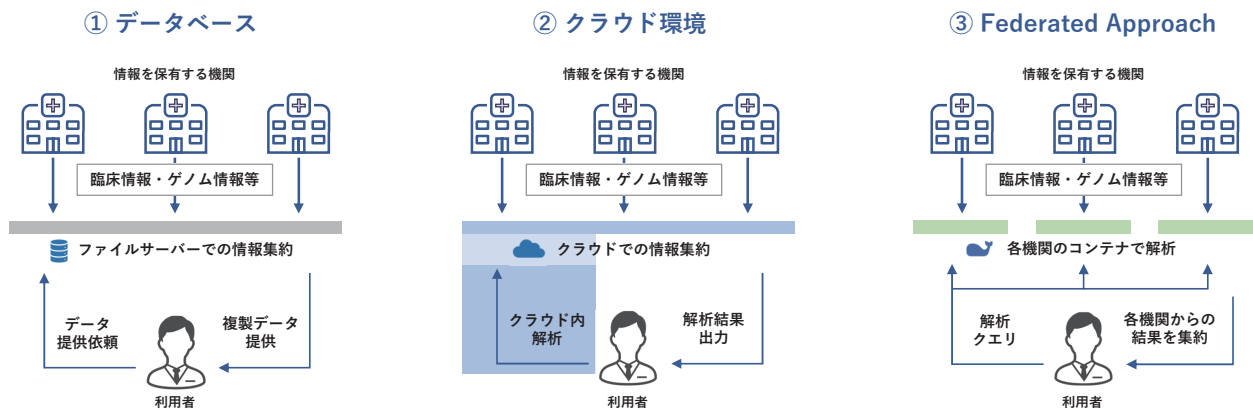 ① データベース
情報を保有する機関
臨床情報・ゲノム情報等
ファイルサーバーでの情報集約
データ
提供依頼
複製データ
提供
利用者
② クラウド環境
情報を保有する機関
臨床情報・ゲノム情報等
クラウドでの情報集約
クラウド内
解析
解析結果
出力
利用者
③ Federated Approach
情報を保有する機関
臨床情報・ゲノム情報等
各機関のコンテナで解析
解析
クエリ
各機関からの
結果を集約
利用者